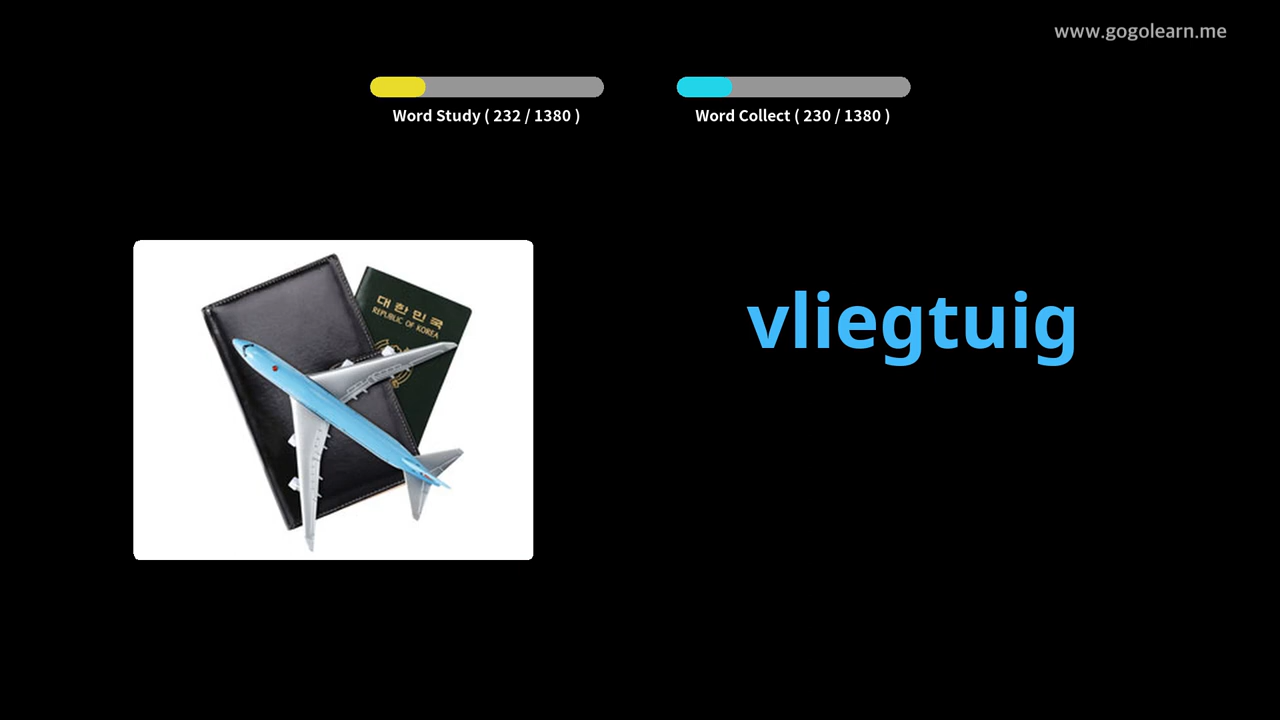 www.gogolearn.me
Word Study ( 232 / 1380 )
Word Collect ( 230 / 1380 )
대한민국
REPUBLIC OF KOREA
vliegtuig